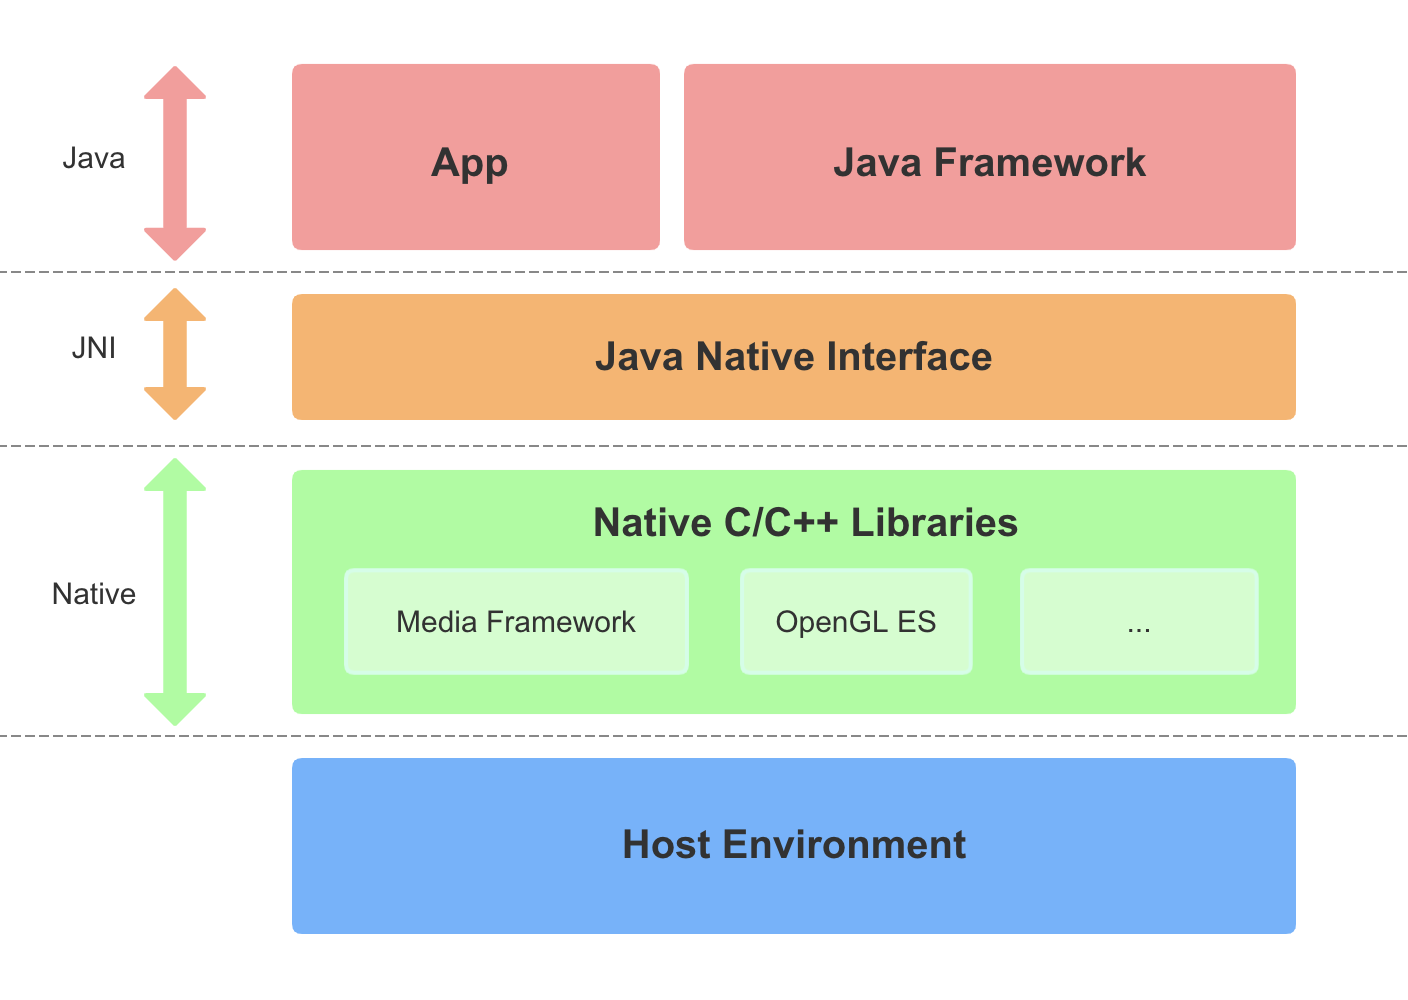 Java
App
Java Framework
JNI
Java Native Interface
Native
Native C/C++ Libraries
Media Framework
OpenGL ES
...
Host Environment